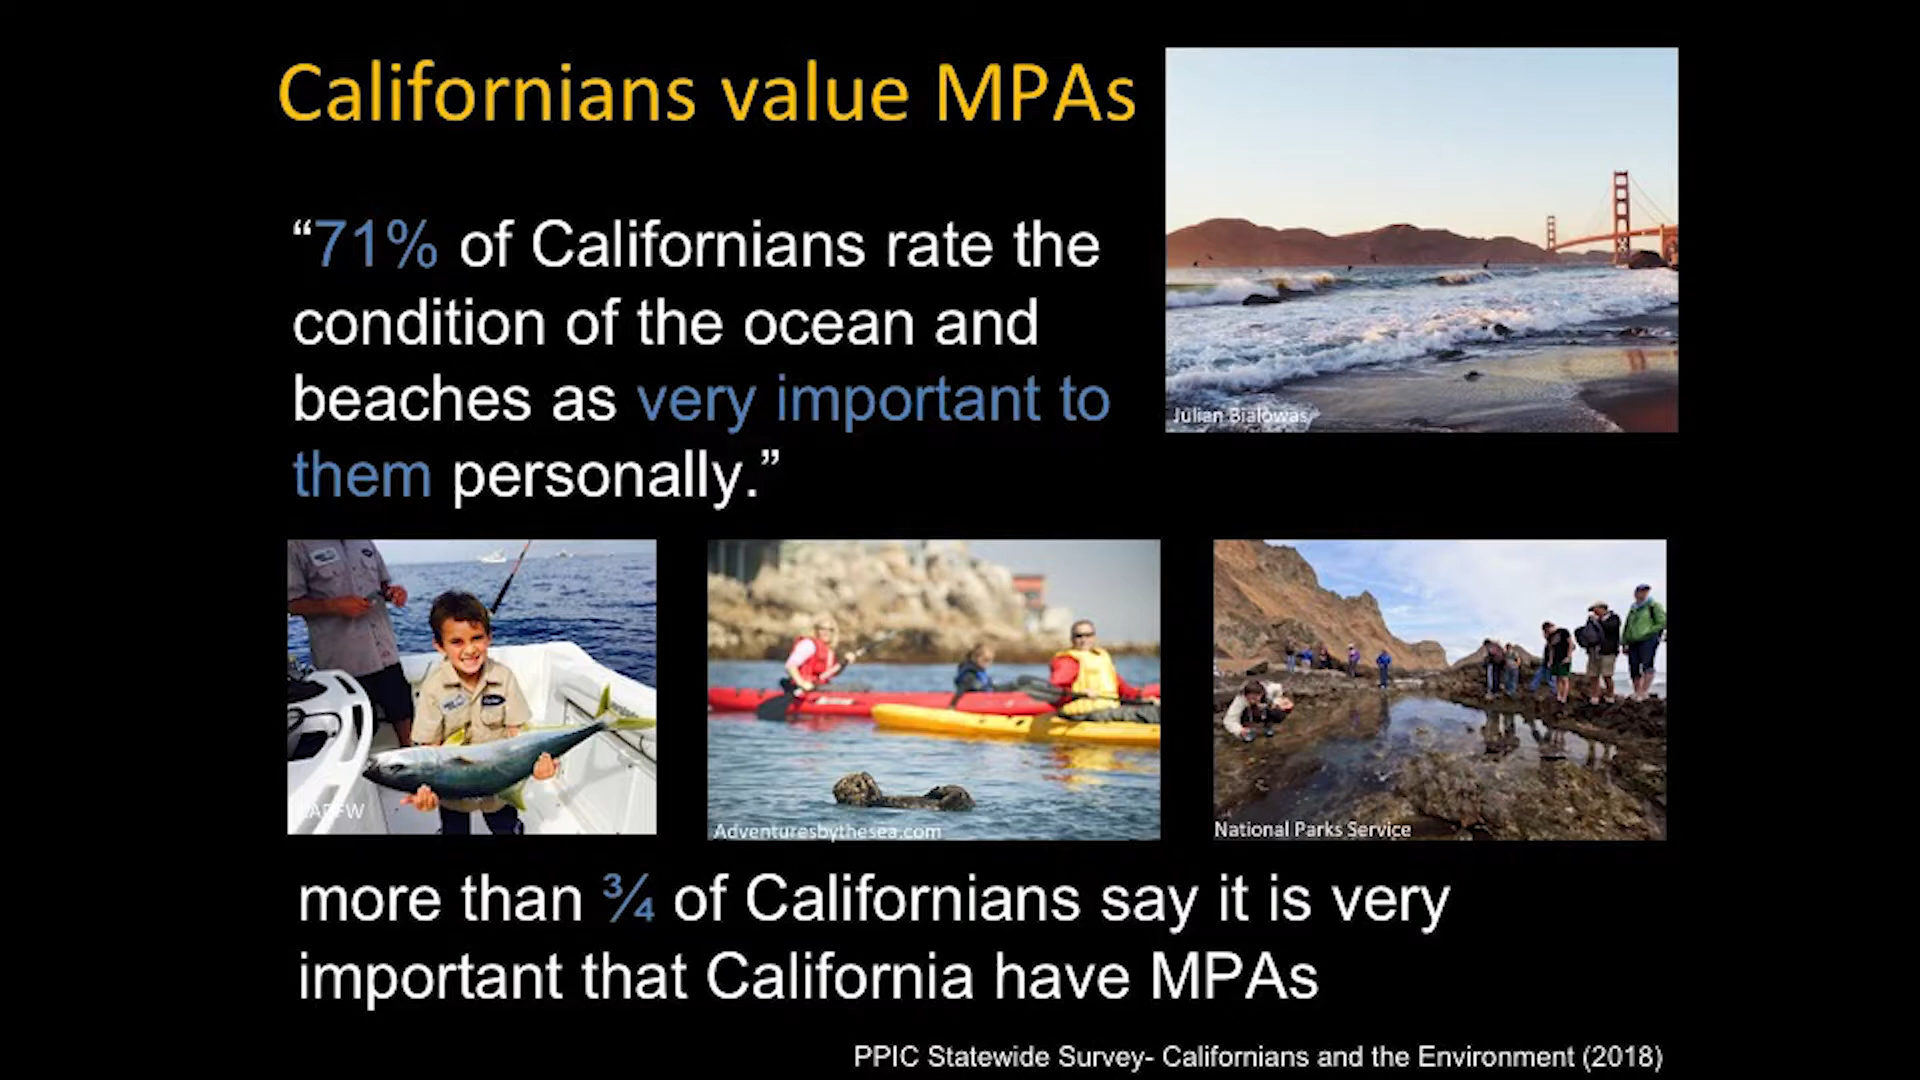 Californians value MPAs
“71% of Californians rate the
condition of the ocean and
beaches as very important to
them personally.”
Julian Bialowas
Adventuresbythesea.com
National Parks Service
more than ¾ of Californians say it is very
important that California have MPAs
PPIC Statewide Survey- Californians and the Environment (2018)